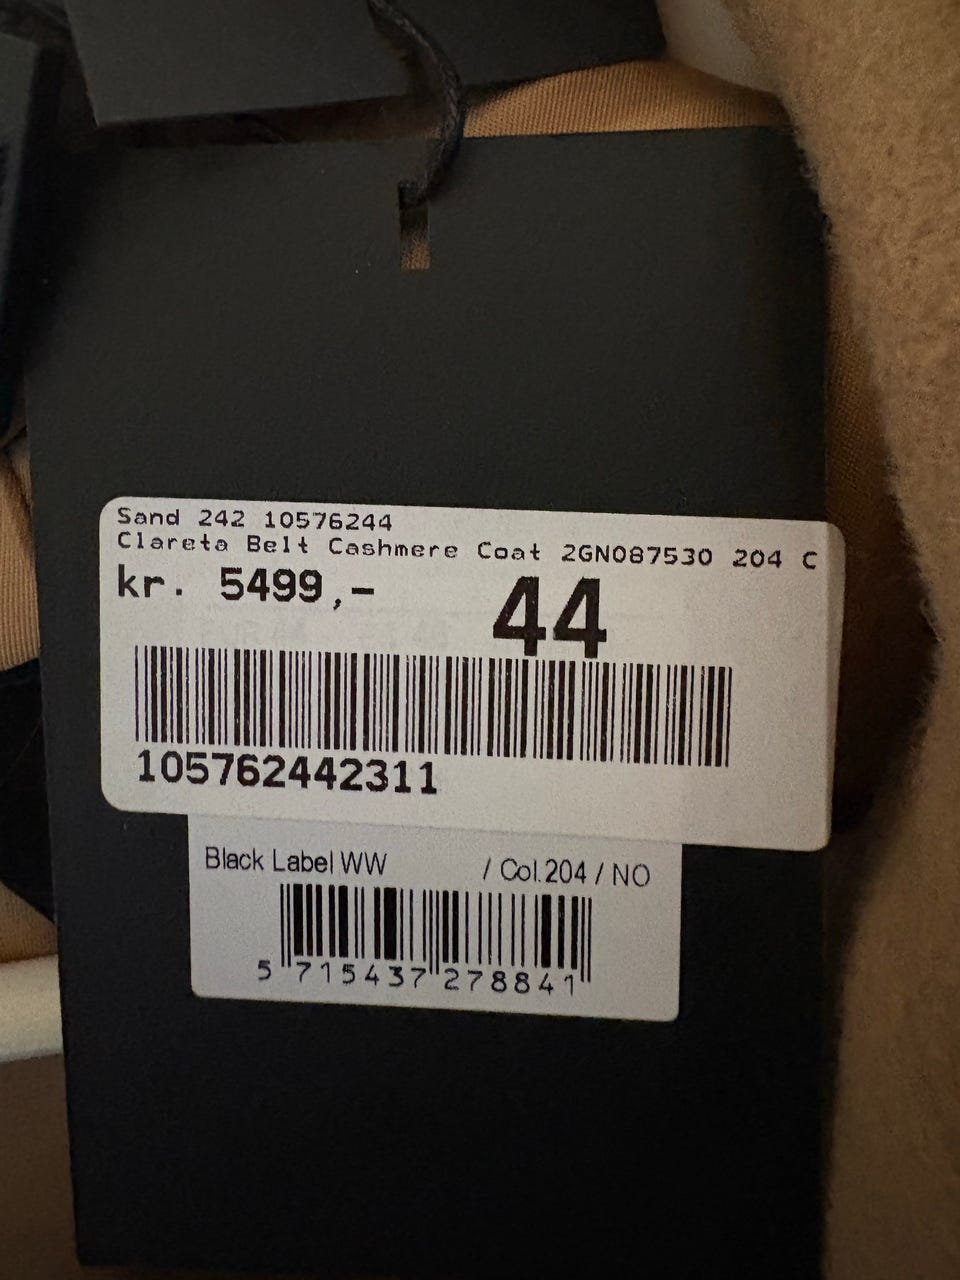 Sand 242 10576244
Clareta Belt Cashmere Coat 2GN087530 204 C
kr. 5499,-
44
105762442311
Black Label WW / Col.204 / NO
5 715437 278841